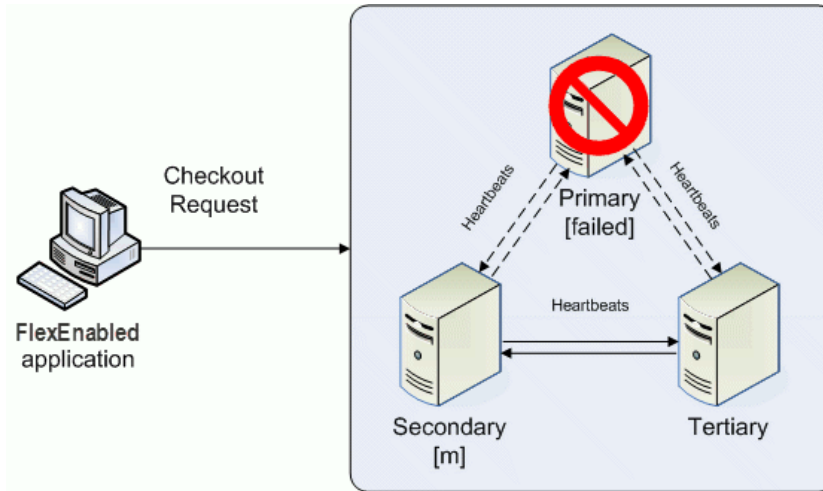 Checkout
Request
FlexEnabled
application
Primary
[failed]
Heartbeats
Heartbeats
Heartbeats
Secondary
[m]
Tertiary